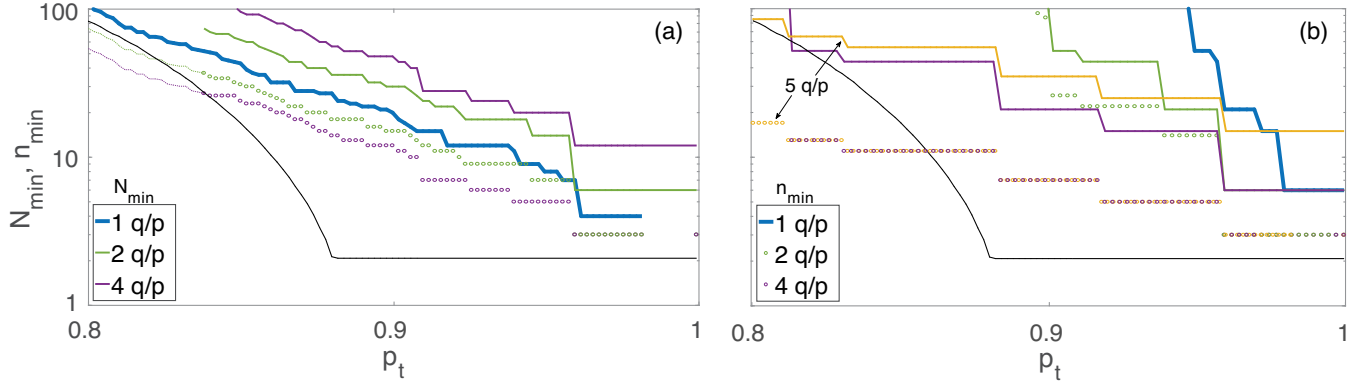 (a)
(b)
100
10
1
N_min, n_min
5 q/p
N_min
1 q/p
2 q/p
4 q/p
n_min
1 q/p
2 q/p
4 q/p
0.8
0.9
1
0.8
0.9
1
p_t
p_t